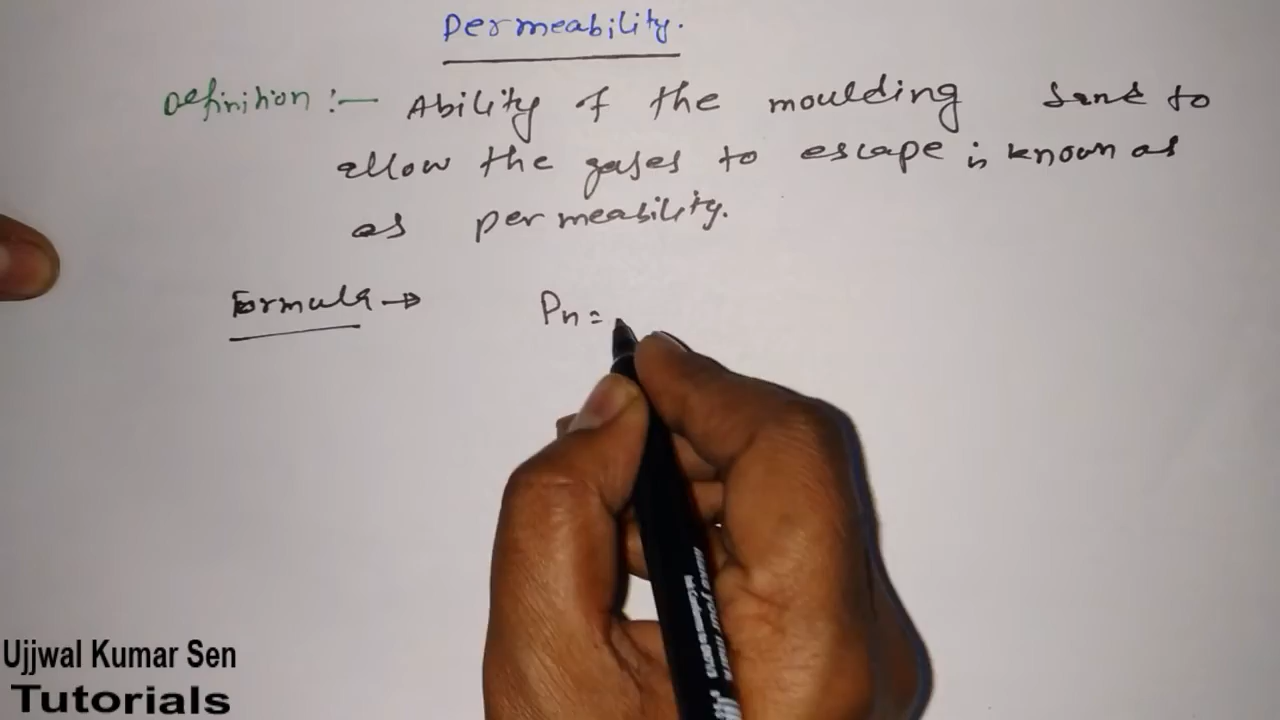 Permeability.
Definition :— Ability of the moulding sand to
allow the gases to escape is known as
as permeability.
Formula → Pn =
Ujjwal Kumar Sen
Tutorials